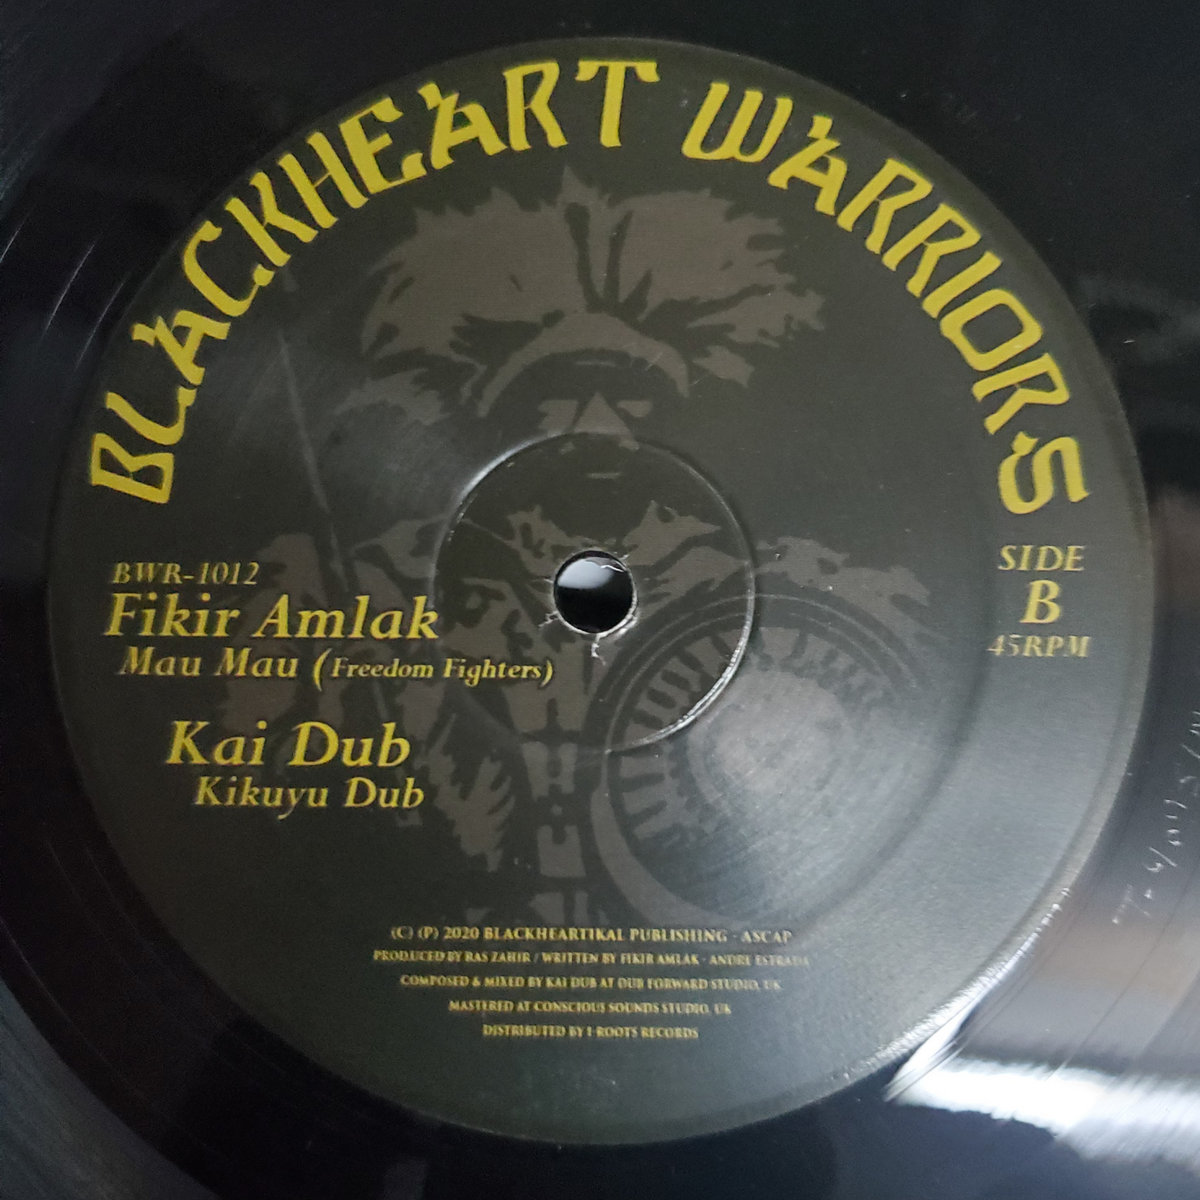 BLACKHEART WARRIORS
BWR-1012
Fikir Amlak
Mau Mau (Freedom Fighters)
Kai Dub
Kikuyu Dub
SIDE
B
45RPM
(C) (P) 2020 BLACKHEARTIKAL PUBLISHING - ASCAP
PRODUCED BY RAS ZAHIR / WRITTEN BY FIKIR AMLAK - ANDRE ESTRADA
COMPOSED & MIXED BY KAI DUB AT DUB FORWARD STUDIO, UK
MASTERED AT CONSCIOUS SOUNDS STUDIO, UK
DISTRIBUTED BY I-ROOTS RECORDS